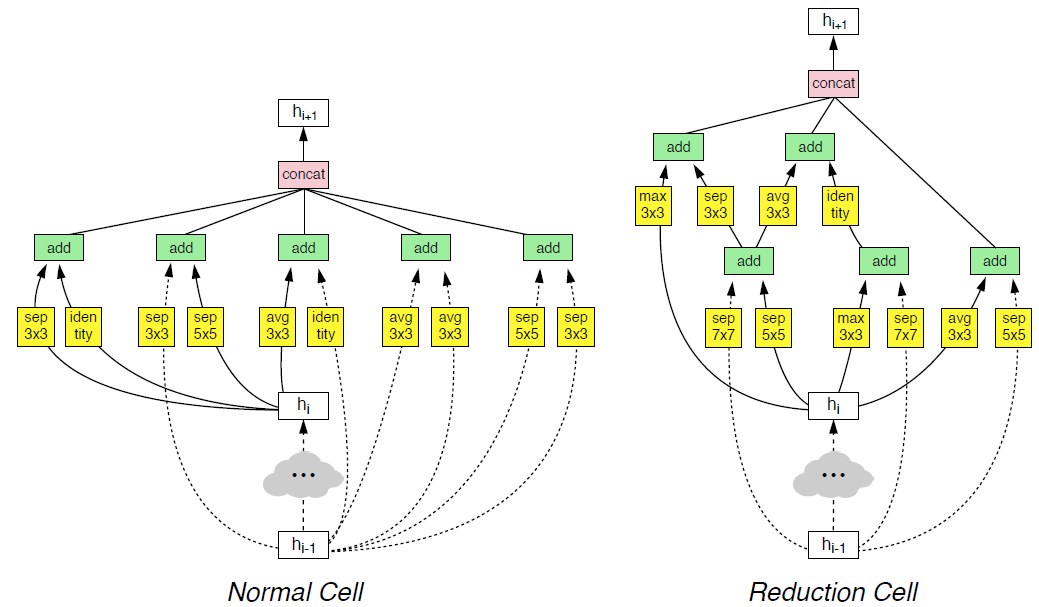 h_{i+1}
concat
add add add add add
sep 3x3
iden tity
sep 3x3
sep 5x5
avg 3x3
iden tity
avg 3x3
avg 3x3
sep 5x5
sep 3x3
h_i
...
h_{i-1}
Normal Cell
h_{i+1}
concat
add add
max 3x3
sep 3x3
avg 3x3
iden tity
add add add
sep 7x7
sep 5x5
max 3x3
sep 7x7
avg 3x3
sep 5x5
h_i
...
h_{i-1}
Reduction Cell